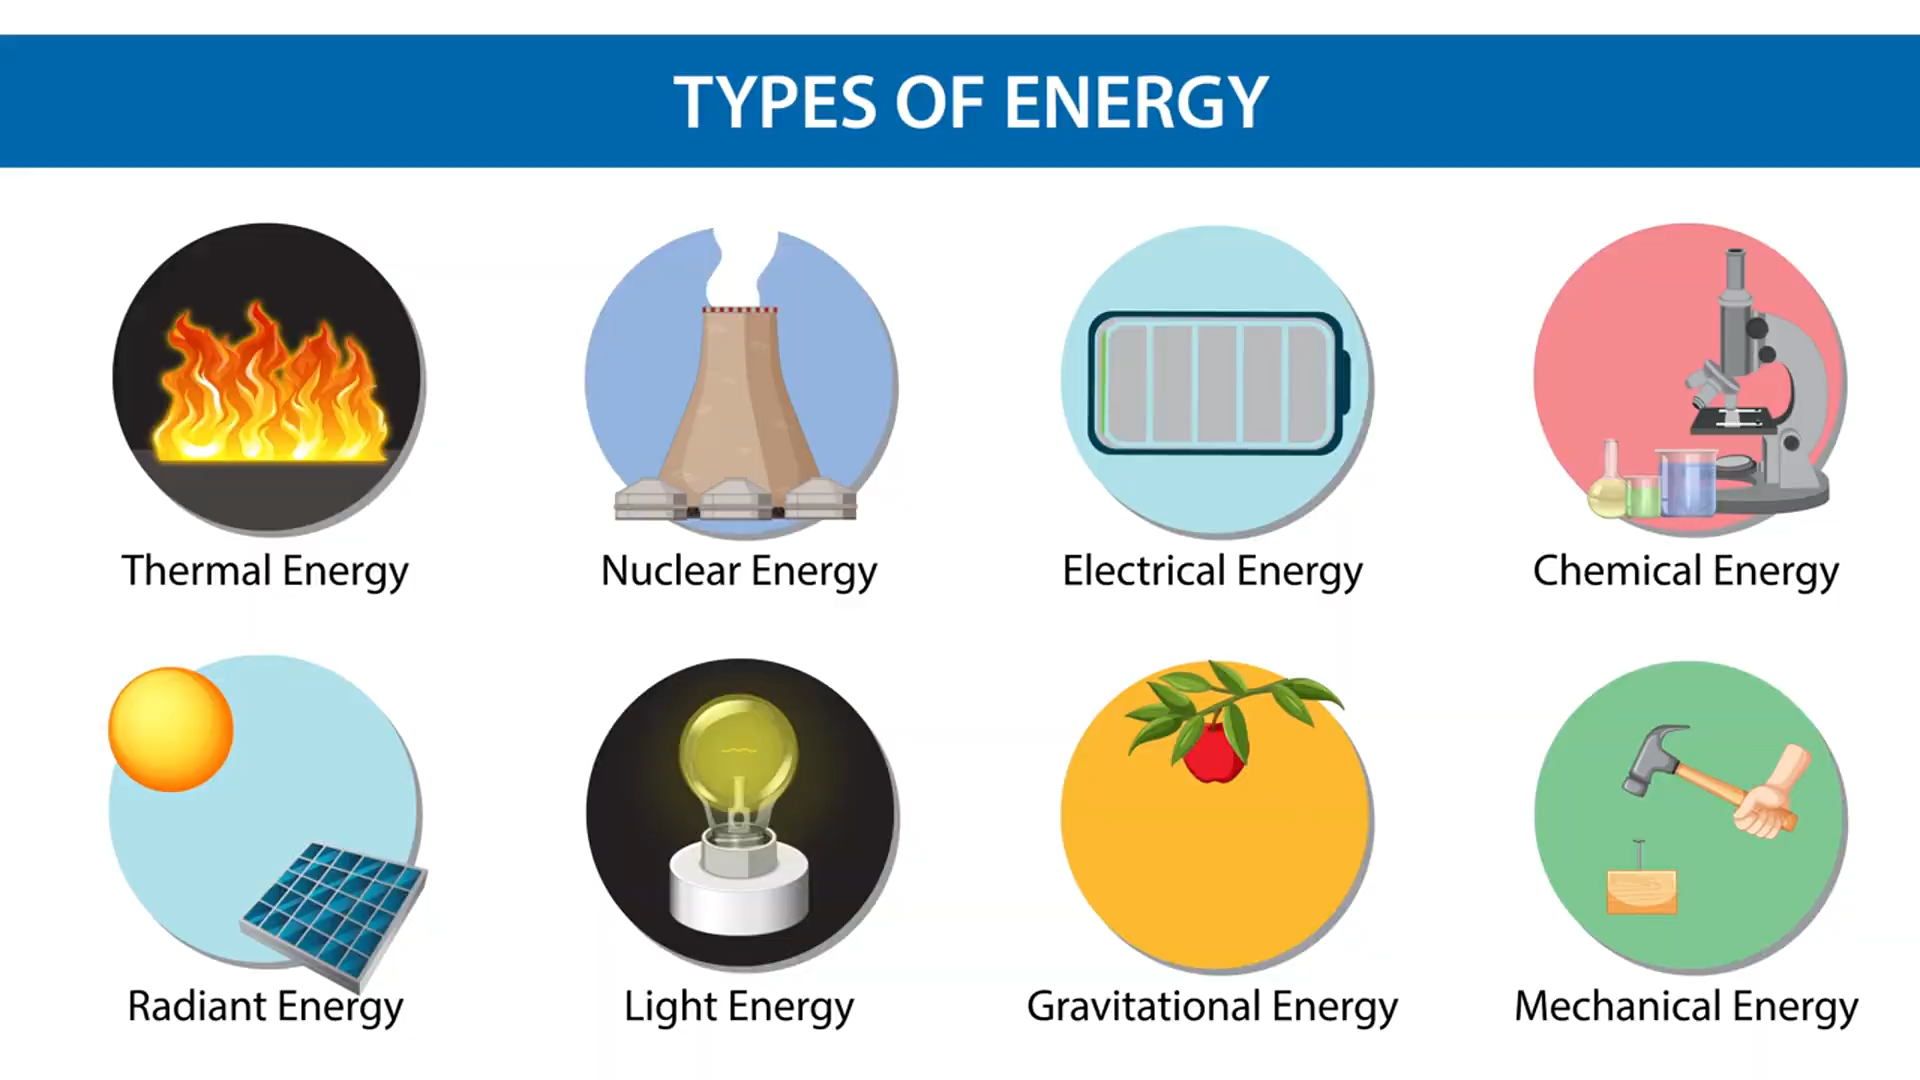 TYPES OF ENERGY
Thermal Energy
Nuclear Energy
Electrical Energy
Chemical Energy
Radiant Energy
Light Energy
Gravitational Energy
Mechanical Energy